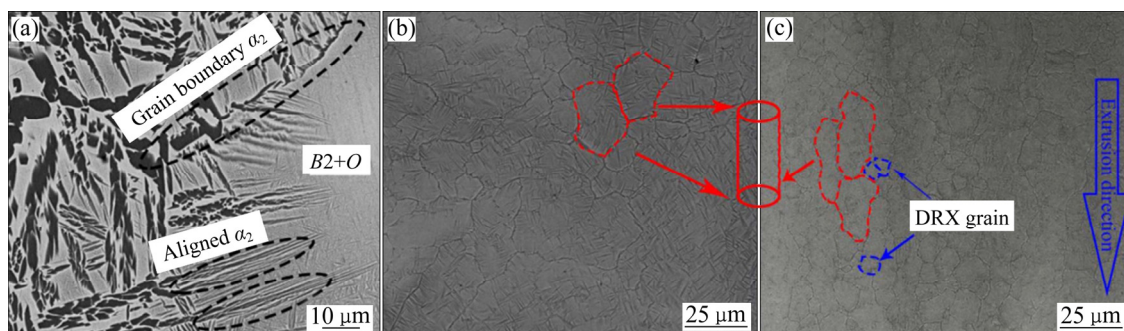 (a)
Grain boundary α₂
B2+O
Aligned α₂
10 μm
(b)
25 μm
(c)
DRX grain
Extrusion direction
25 μm